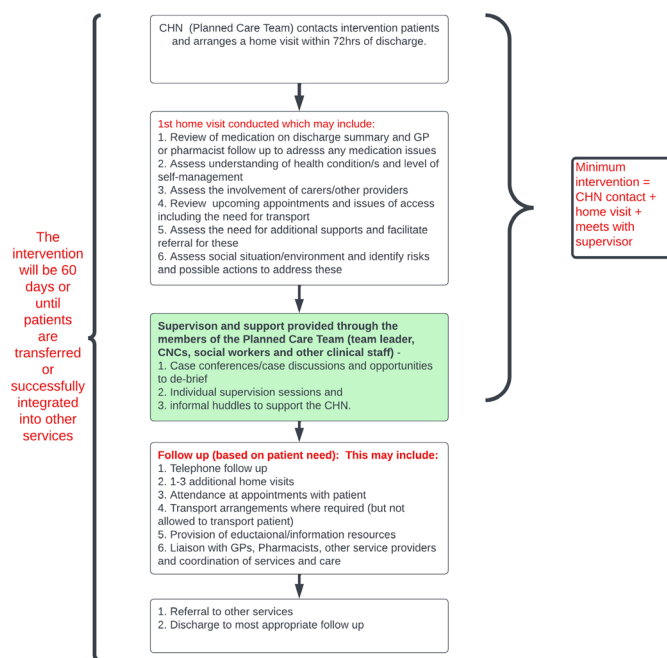 CHN  (Planned Care Team) contacts intervention patients
and arranges a home visit within 72hrs of discharge.
1st home visit conducted which may include:
1. Review of medication on discharge summary and GP
or pharmacist follow up to adresss any medication issues
2. Assess understanding of health condition/s and level of
self-management
3. Assess the involvement of carers/other providers
4. Review  upcoming appointments and issues of access
including the need for transport
5. Assess the need for additional supports and facilitate
referral for these
6. Assess social situation/environment and identify risks
and possible actions to address these
Supervison and support provided through the
members of the Planned Care Team (team leader,
CNCs, social workers and other clinical staff) -
1. Case conferences/case discussions and opportunities
to de-brief
2. Individual supervision sessions and
3. informal huddles to support the CHN.
Follow up (based on patient need):  This may include:
1. Telephone follow up
2. 1-3 additional home visits
3. Attendance at appointments with patient
4. Transport arrangements where required (but not
allowed to transport patient)
5. Provision of eductaional/information resources
6. Liaison with GPs, Pharmacists, other service providers
and coordination of services and care
1. Referral to other services
2. Discharge to most appropriate follow up
The
intervention
will be 60
days or
until
patients
are
transferred
or
successfully
integrated
into other
services
Minimum
intervention =
CHN contact +
home visit +
meets with
supervisor